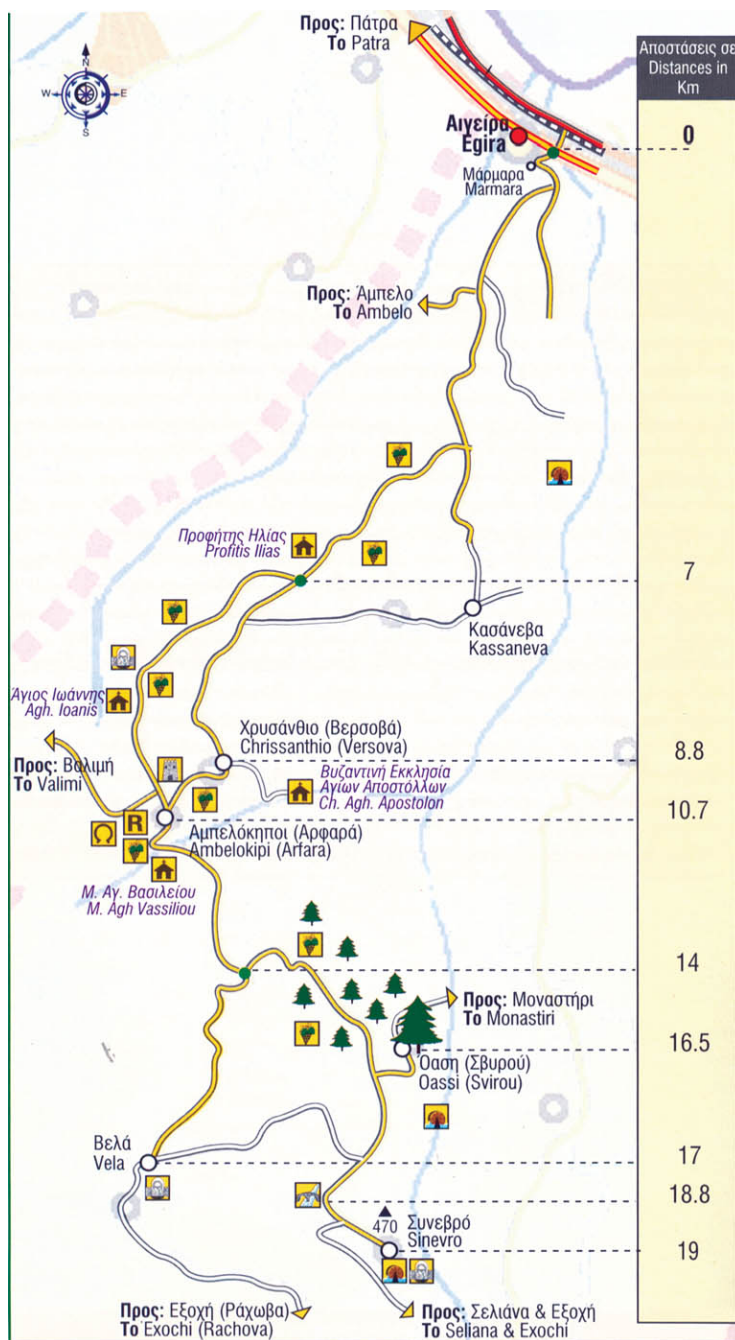 Προς: Πάτρα
To Patra
Αποστάσεις σε
Distances in
Km
N
W
E
S
Αιγείρα
Egira
0
Μάρμαρα
Marmara
Προς: Άμπελο
To Ambelo
Προφήτης Ηλίας
Profitis Ilias
7
Κασάνεβα
Kassaneva
Άγιος Ιωάννης
Agh. Ioanis
Χρυσάνθιο (Βερσοβά)
Chrissanthio (Versova)
8.8
Προς: Βαλιμή
To Valimi
Βυζαντινή Εκκλησία
Αγίων Αποστόλλων
Ch. Agh. Apostolon
R
10.7
Αμπελόκηποι (Αρφαρά)
Ambelokipi (Arfara)
Μ. Αγ. Βασιλείου
M. Agh Vassiliou
14
Προς: Μοναστήρι
To Monastiri
16.5
Όαση (Σβυρού)
Oassi (Svirou)
Βελά
Vela
17
18.8
470
Συνεβρό
Sinevro
19
Προς: Εξοχή (Ράχωβα)
To Exochi (Rachova)
Προς: Σελιάνα & Εξοχή
To Seliana & Exochi